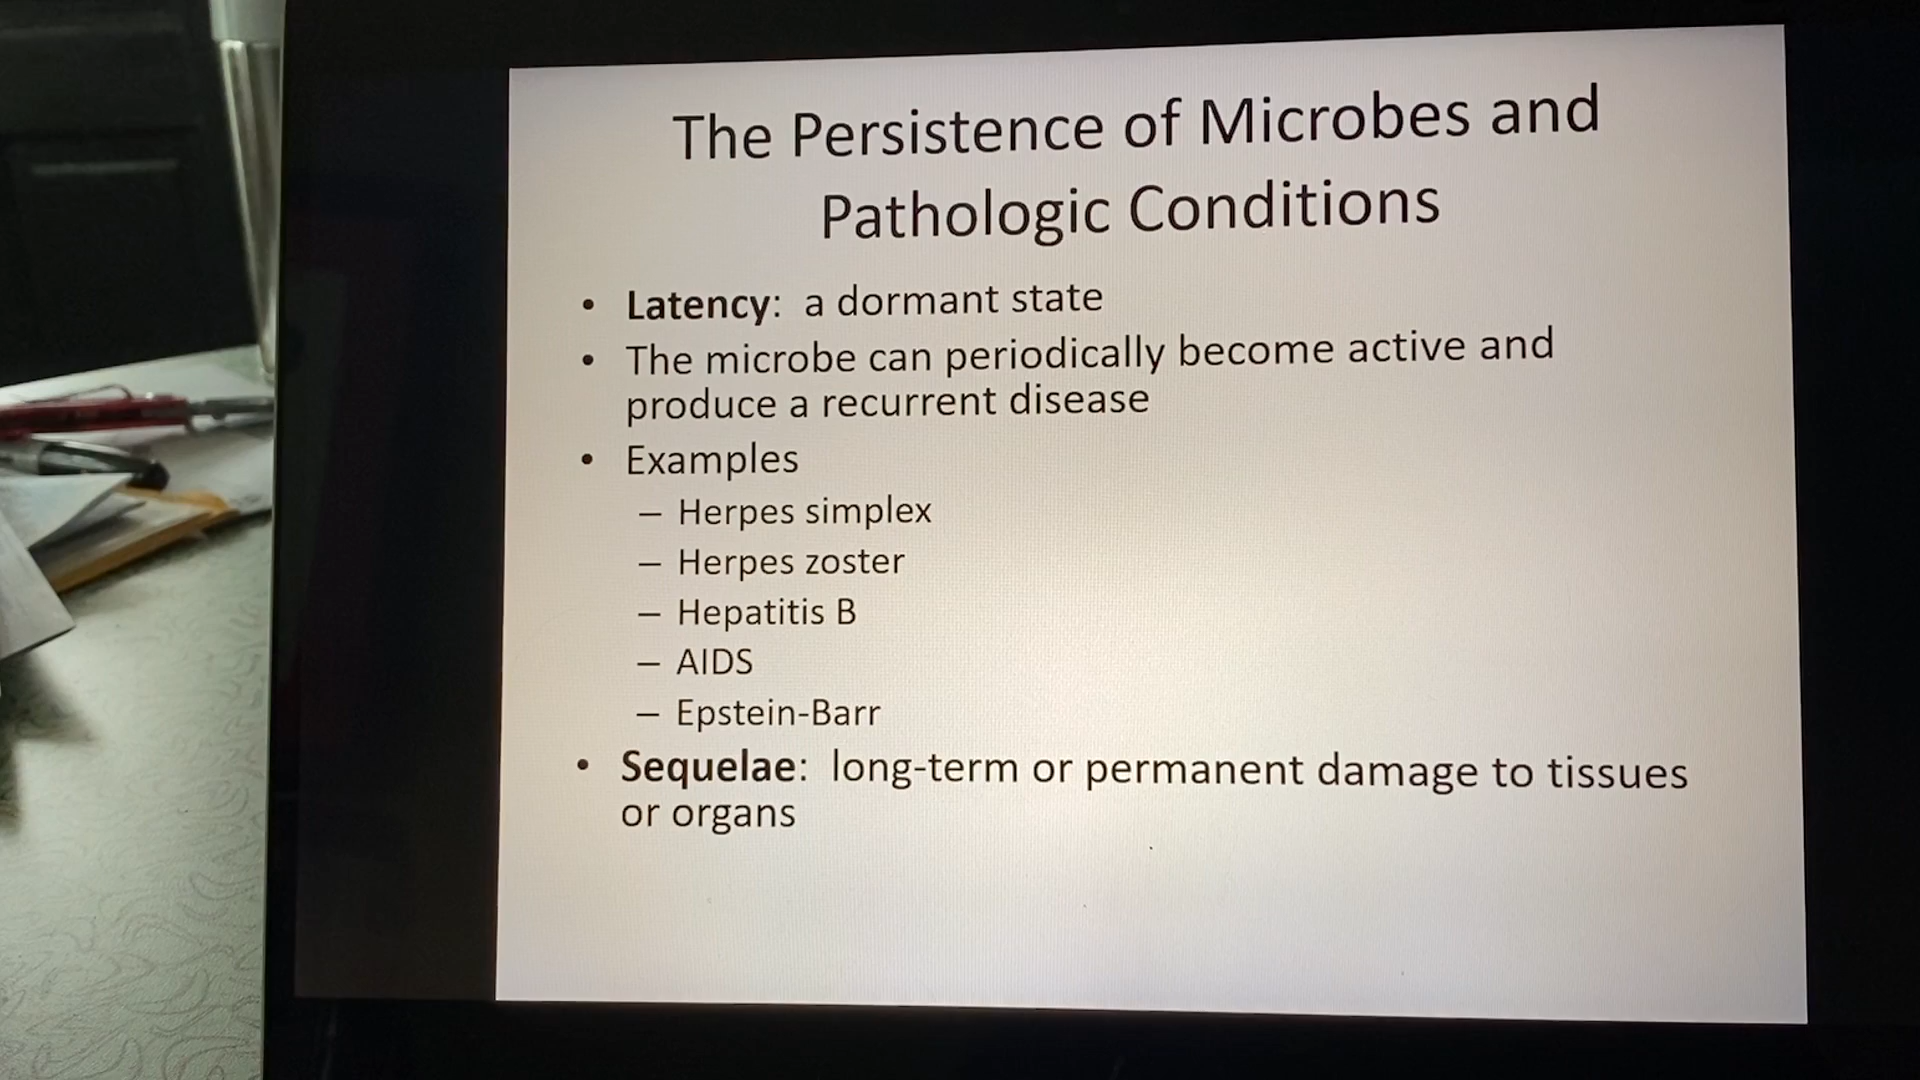 The Persistence of Microbes and
Pathologic Conditions
• Latency: a dormant state
• The microbe can periodically become active and
produce a recurrent disease
• Examples
– Herpes simplex
– Herpes zoster
– Hepatitis B
– AIDS
– Epstein-Barr
• Sequelae: long-term or permanent damage to tissues
or organs